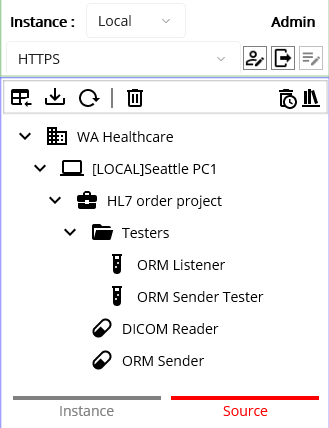 Instance : Local Admin
HTTPS
WA Healthcare
[LOCAL]Seattle PC1
HL7 order project
Testers
ORM Listener
ORM Sender Tester
DICOM Reader
ORM Sender
Instance Source